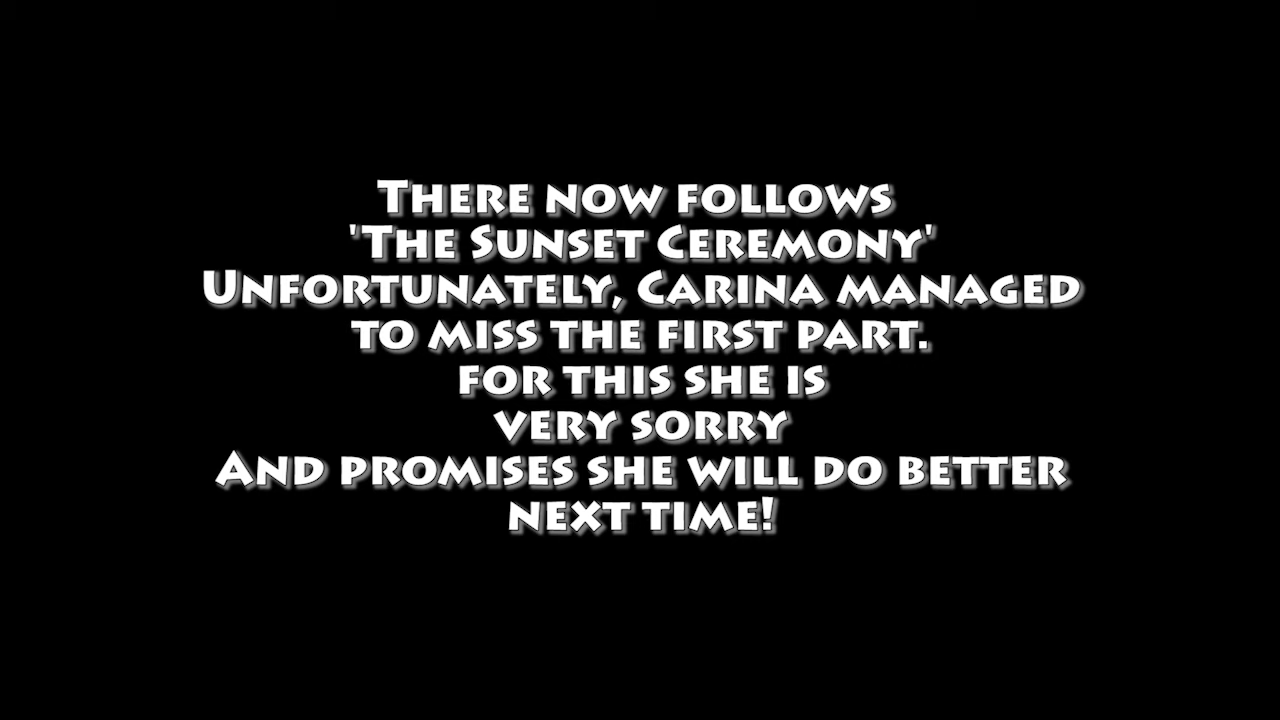 There now follows
'The Sunset Ceremony'
Unfortunately, Carina managed
to miss the first part.
for this she is
very sorry
And promises she will do better
next time!